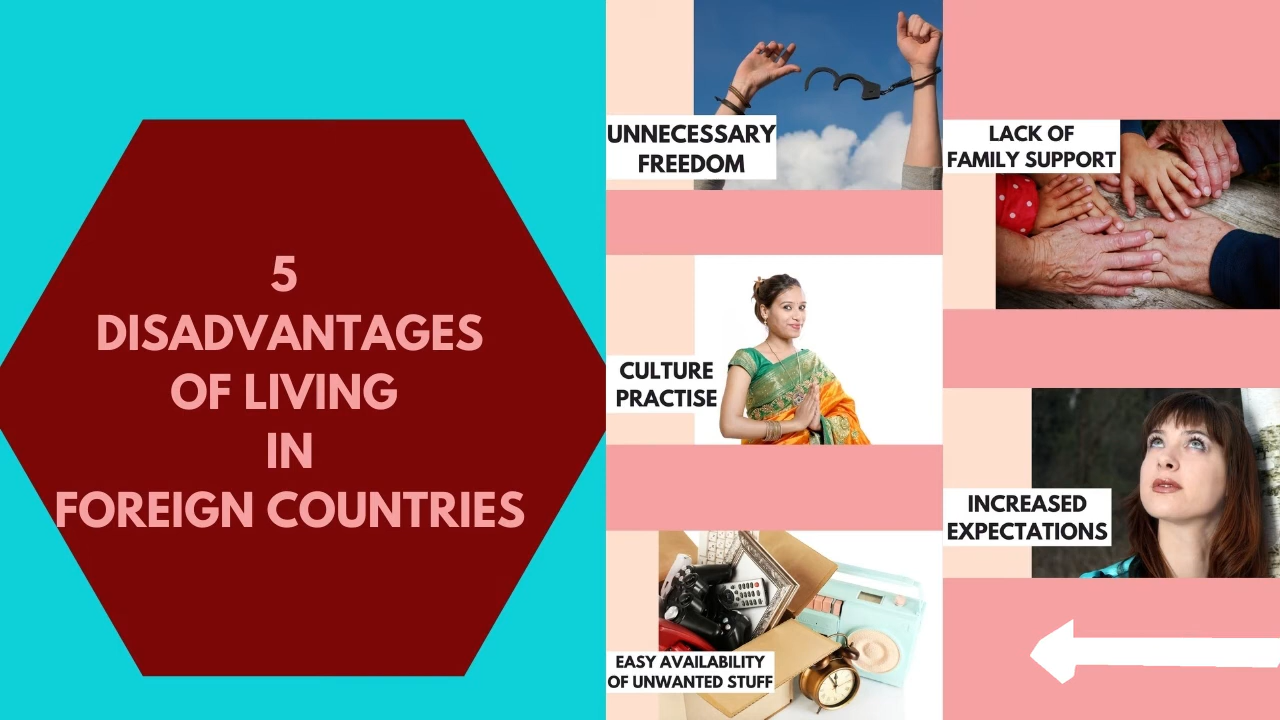 5
DISADVANTAGES
OF LIVING
IN
FOREIGN COUNTRIES
UNNECESSARY
FREEDOM
LACK OF
FAMILY SUPPORT
CULTURE
PRACTISE
INCREASED
EXPECTATIONS
EASY AVAILABILITY
OF UNWANTED STUFF